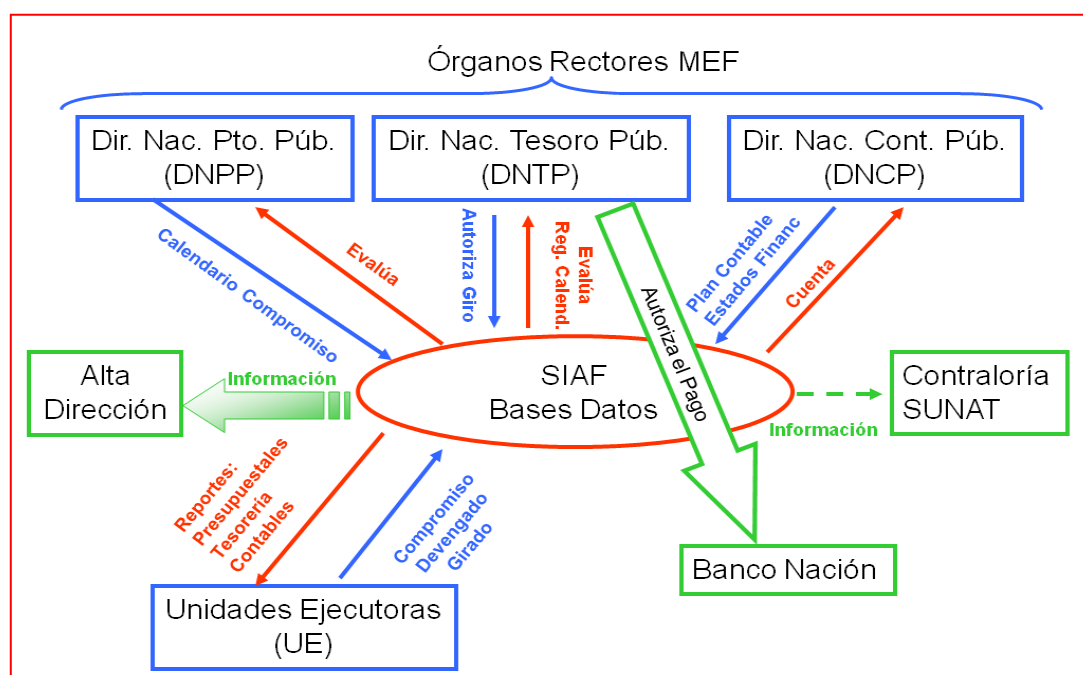 Órganos Rectores MEF
Dir. Nac. Pto. Púb.
(DNPP)
Dir. Nac. Tesoro Púb.
(DNTP)
Dir. Nac. Cont. Púb.
(DNCP)
Calendario Compromiso
Evalúa
Autoriza Giro
Evalúa
Reg. Calend.
Autoriza el Pago
Plan Contable
Estados Financ
Cuenta
Alta
Dirección
Información
SIAF
Bases Datos
Información
Contraloría
SUNAT
Reportes:
Presupuestales
Tesorería
Contables
Compromiso
Devengado
Girado
Banco Nación
Unidades Ejecutoras
(UE)